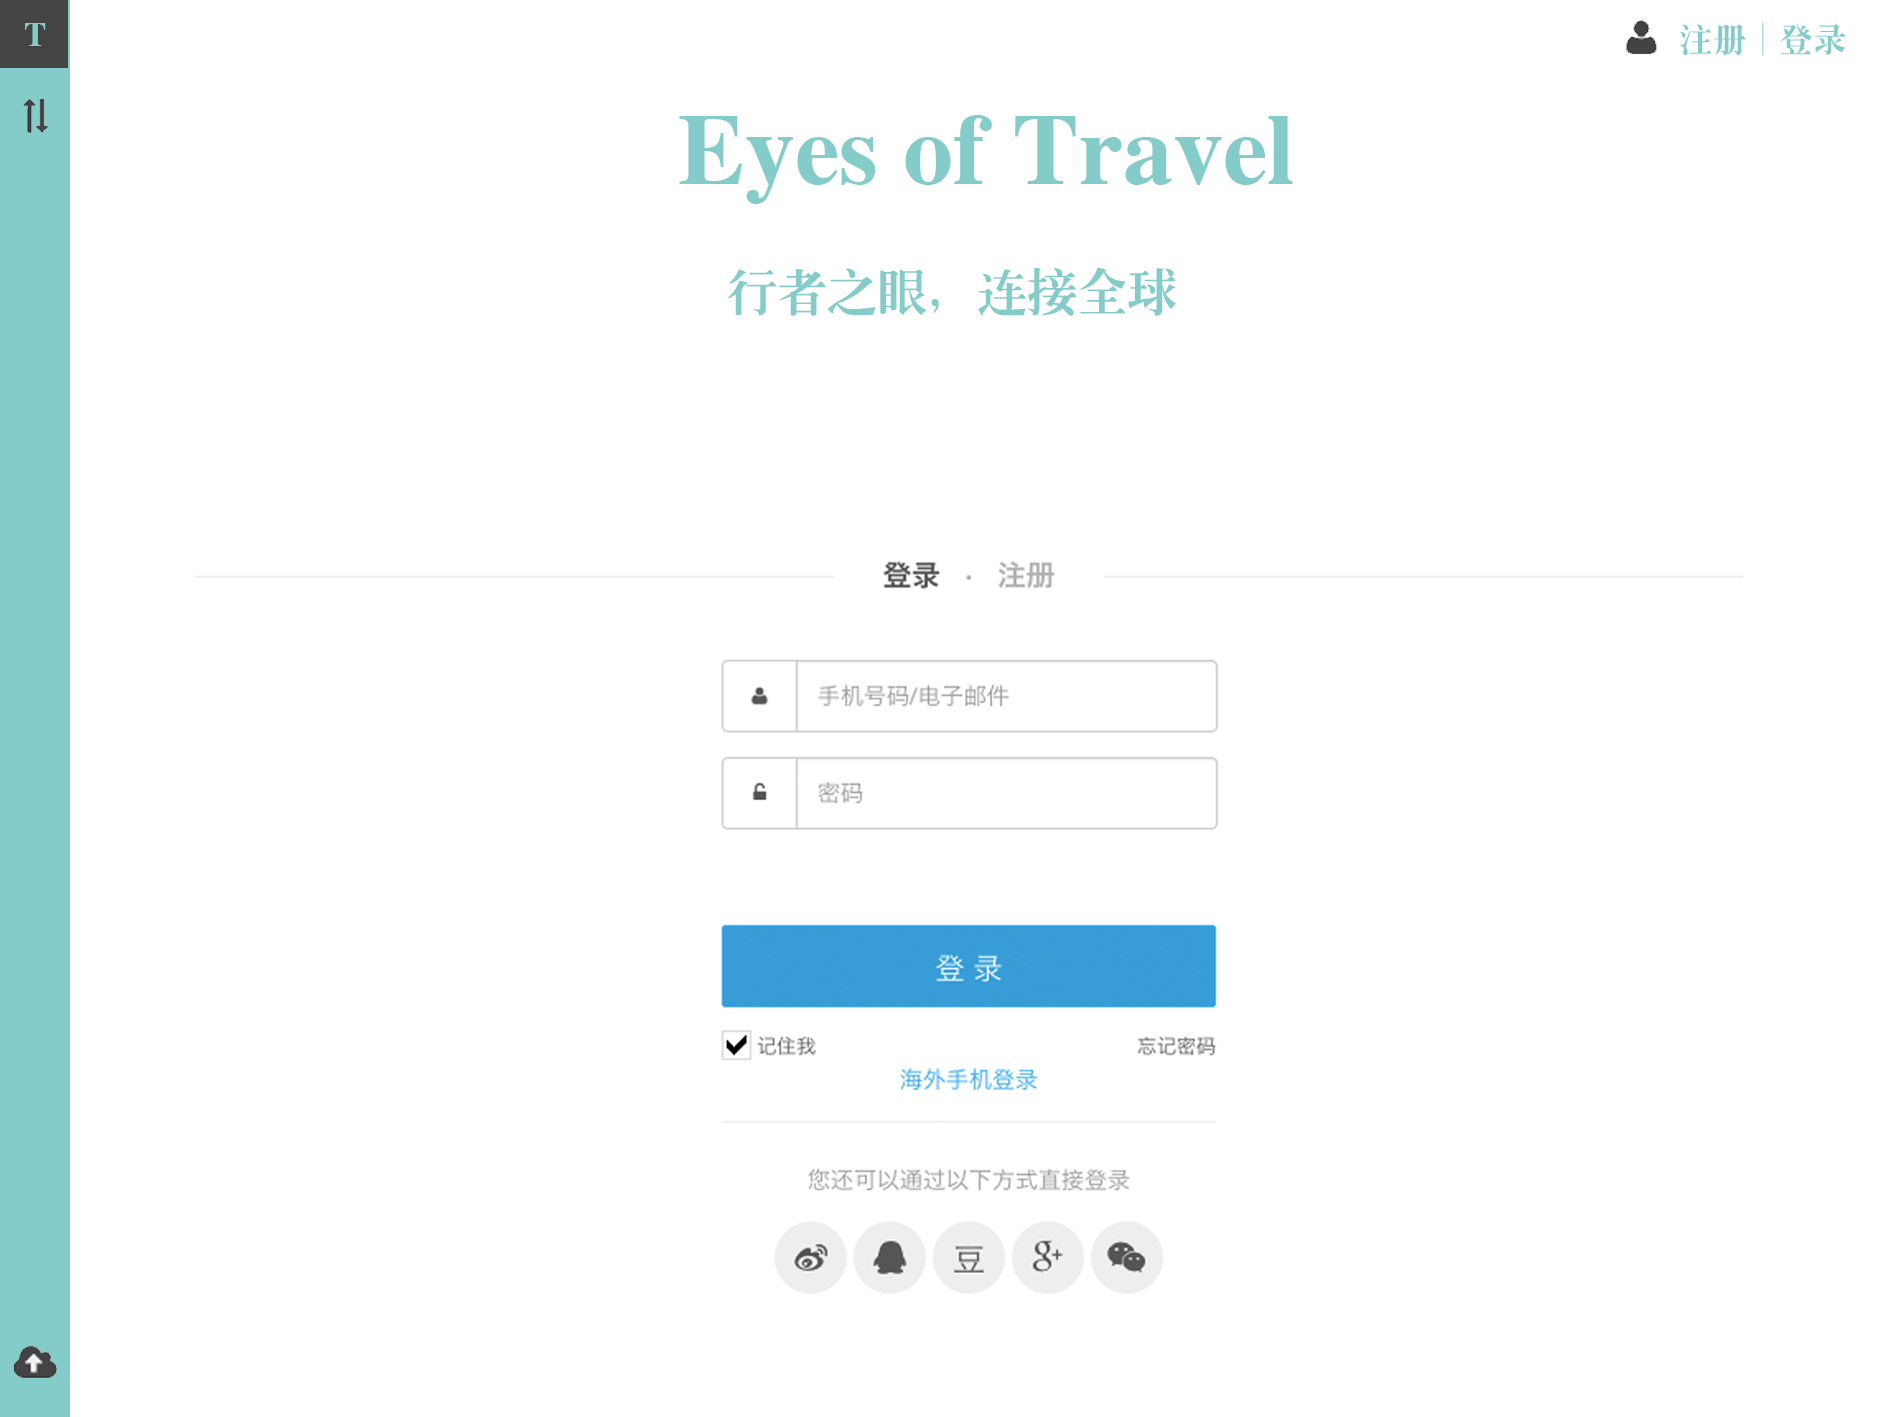 T
注册 | 登录
Eyes of Travel
行者之眼，连接全球
登录 · 注册
手机号码/电子邮件
密码
登 录
记住我
忘记密码
海外手机登录
您还可以通过以下方式直接登录
豆 g+